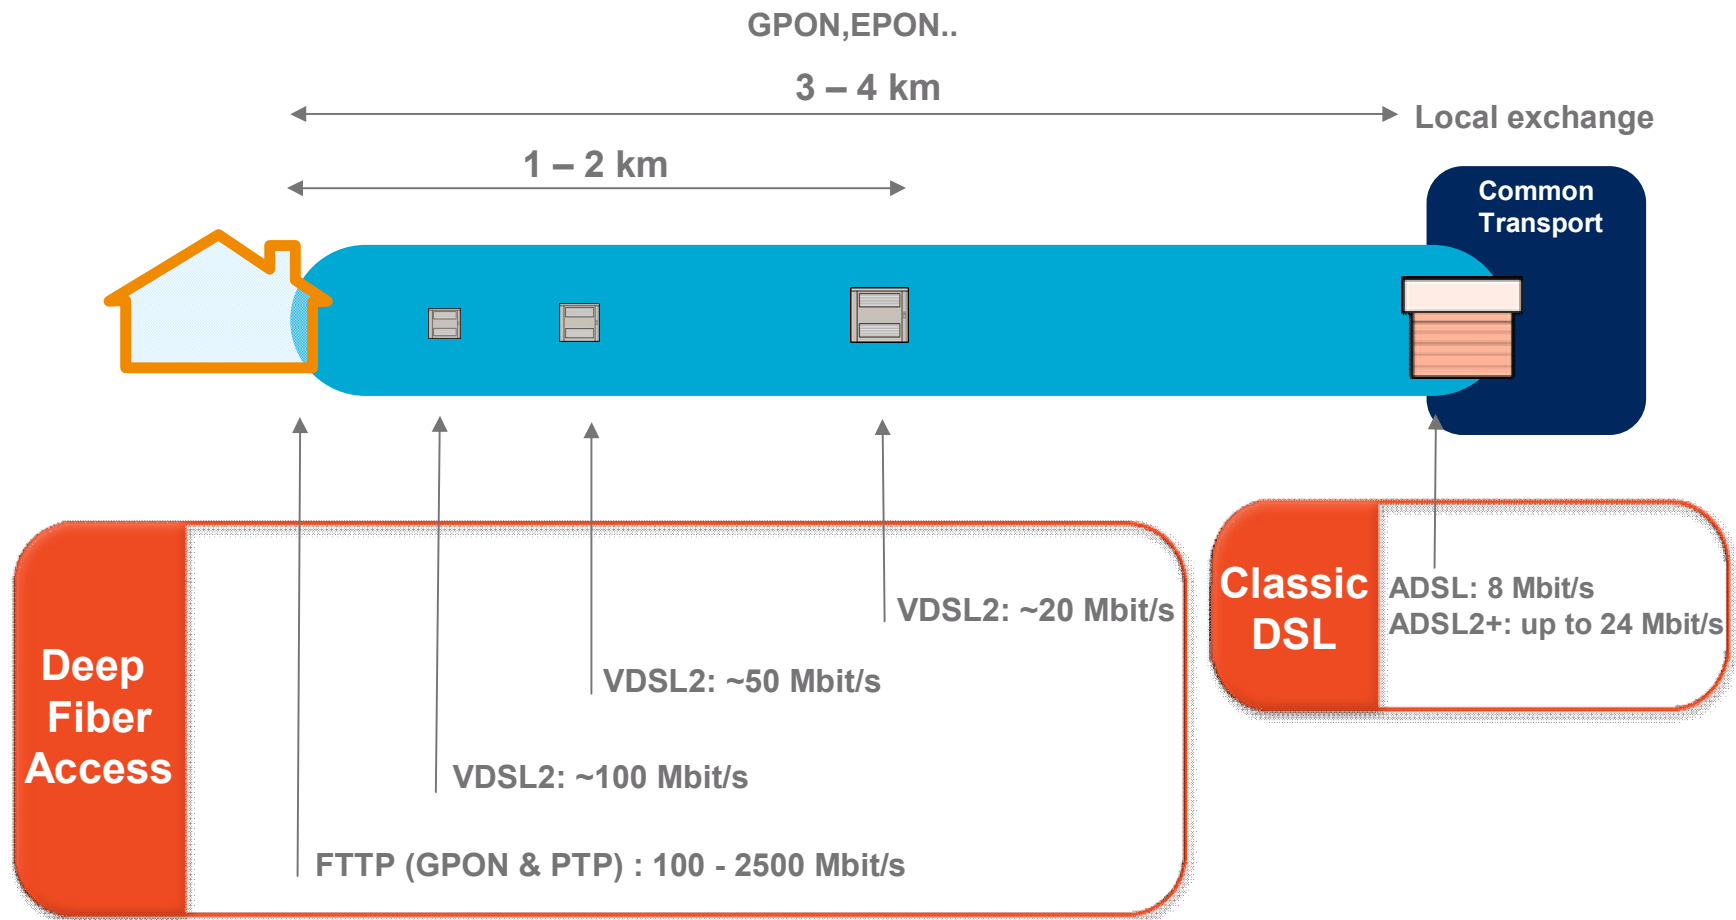 GPON,EPON..
3 – 4 km
Local exchange
1 – 2 km
Common
Transport
Classic
DSL
ADSL: 8 Mbit/s
ADSL2+: up to 24 Mbit/s
Deep
Fiber
Access
VDSL2: ~20 Mbit/s
VDSL2: ~50 Mbit/s
VDSL2: ~100 Mbit/s
FTTP (GPON & PTP) : 100 - 2500 Mbit/s